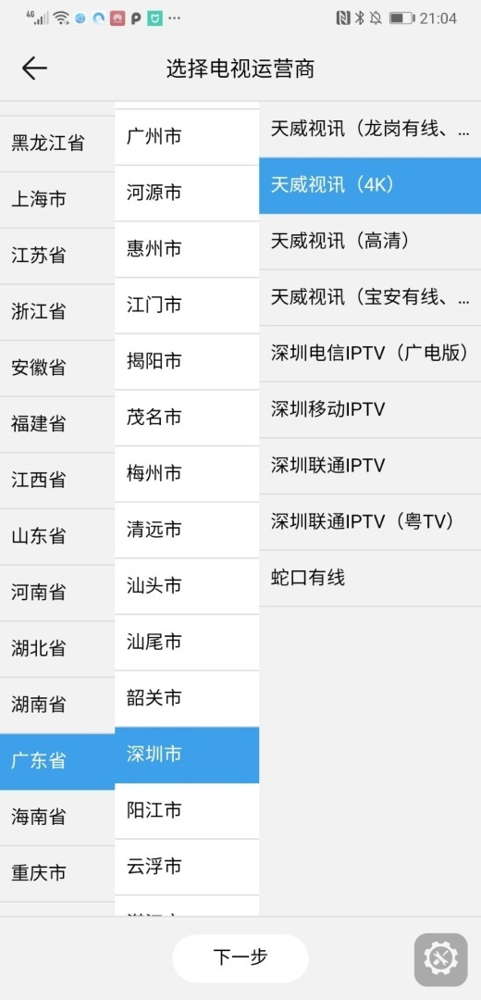 4G
21:04
选择电视运营商
黑龙江省
上海市
江苏省
浙江省
安徽省
福建省
江西省
山东省
河南省
湖北省
湖南省
广东省
海南省
重庆市
广州市
河源市
惠州市
江门市
揭阳市
茂名市
梅州市
清远市
汕头市
汕尾市
韶关市
深圳市
阳江市
云浮市
天威视讯（龙岗有线、...
天威视讯（4K）
天威视讯（高清）
天威视讯（宝安有线、...
深圳电信IPTV（广电版）
深圳移动IPTV
深圳联通IPTV
深圳联通IPTV（粤TV）
蛇口有线
下一步